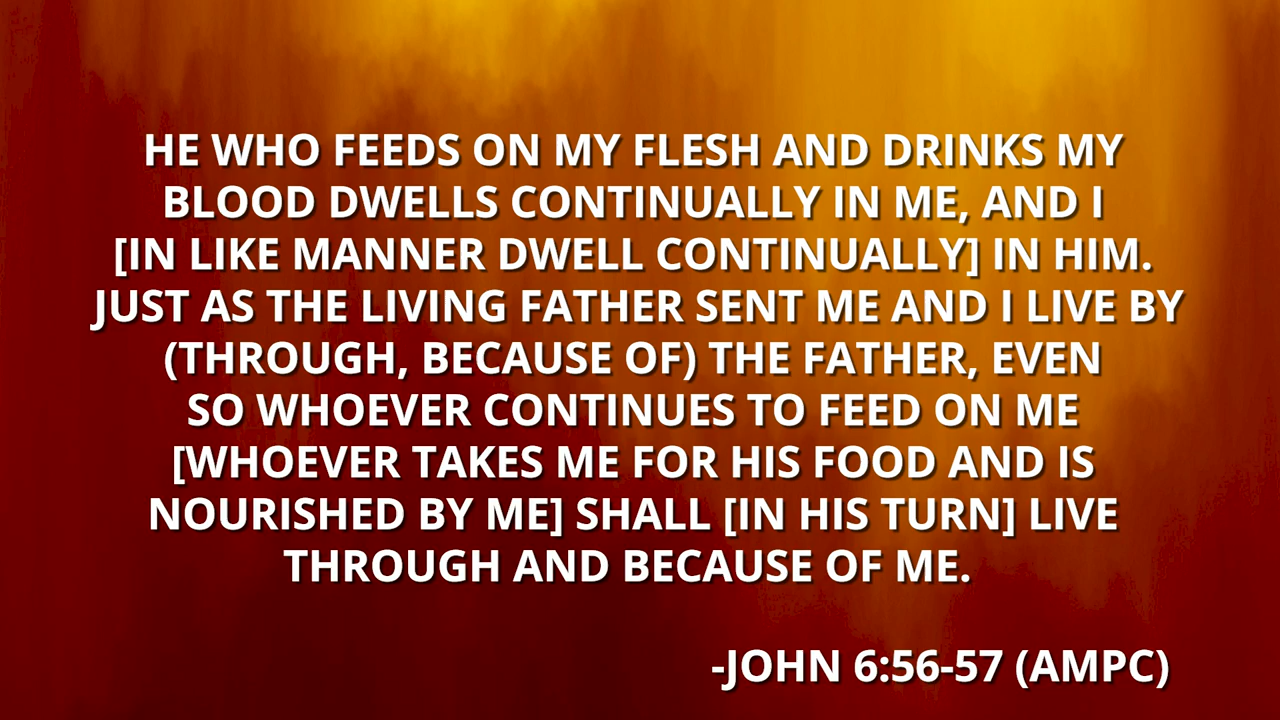 HE WHO FEEDS ON MY FLESH AND DRINKS MY
BLOOD DWELLS CONTINUALLY IN ME, AND I
[IN LIKE MANNER DWELL CONTINUALLY] IN HIM.
JUST AS THE LIVING FATHER SENT ME AND I LIVE BY
(THROUGH, BECAUSE OF) THE FATHER, EVEN
SO WHOEVER CONTINUES TO FEED ON ME
[WHOEVER TAKES ME FOR HIS FOOD AND IS
NOURISHED BY ME] SHALL [IN HIS TURN] LIVE
THROUGH AND BECAUSE OF ME.
-JOHN 6:56-57 (AMPC)